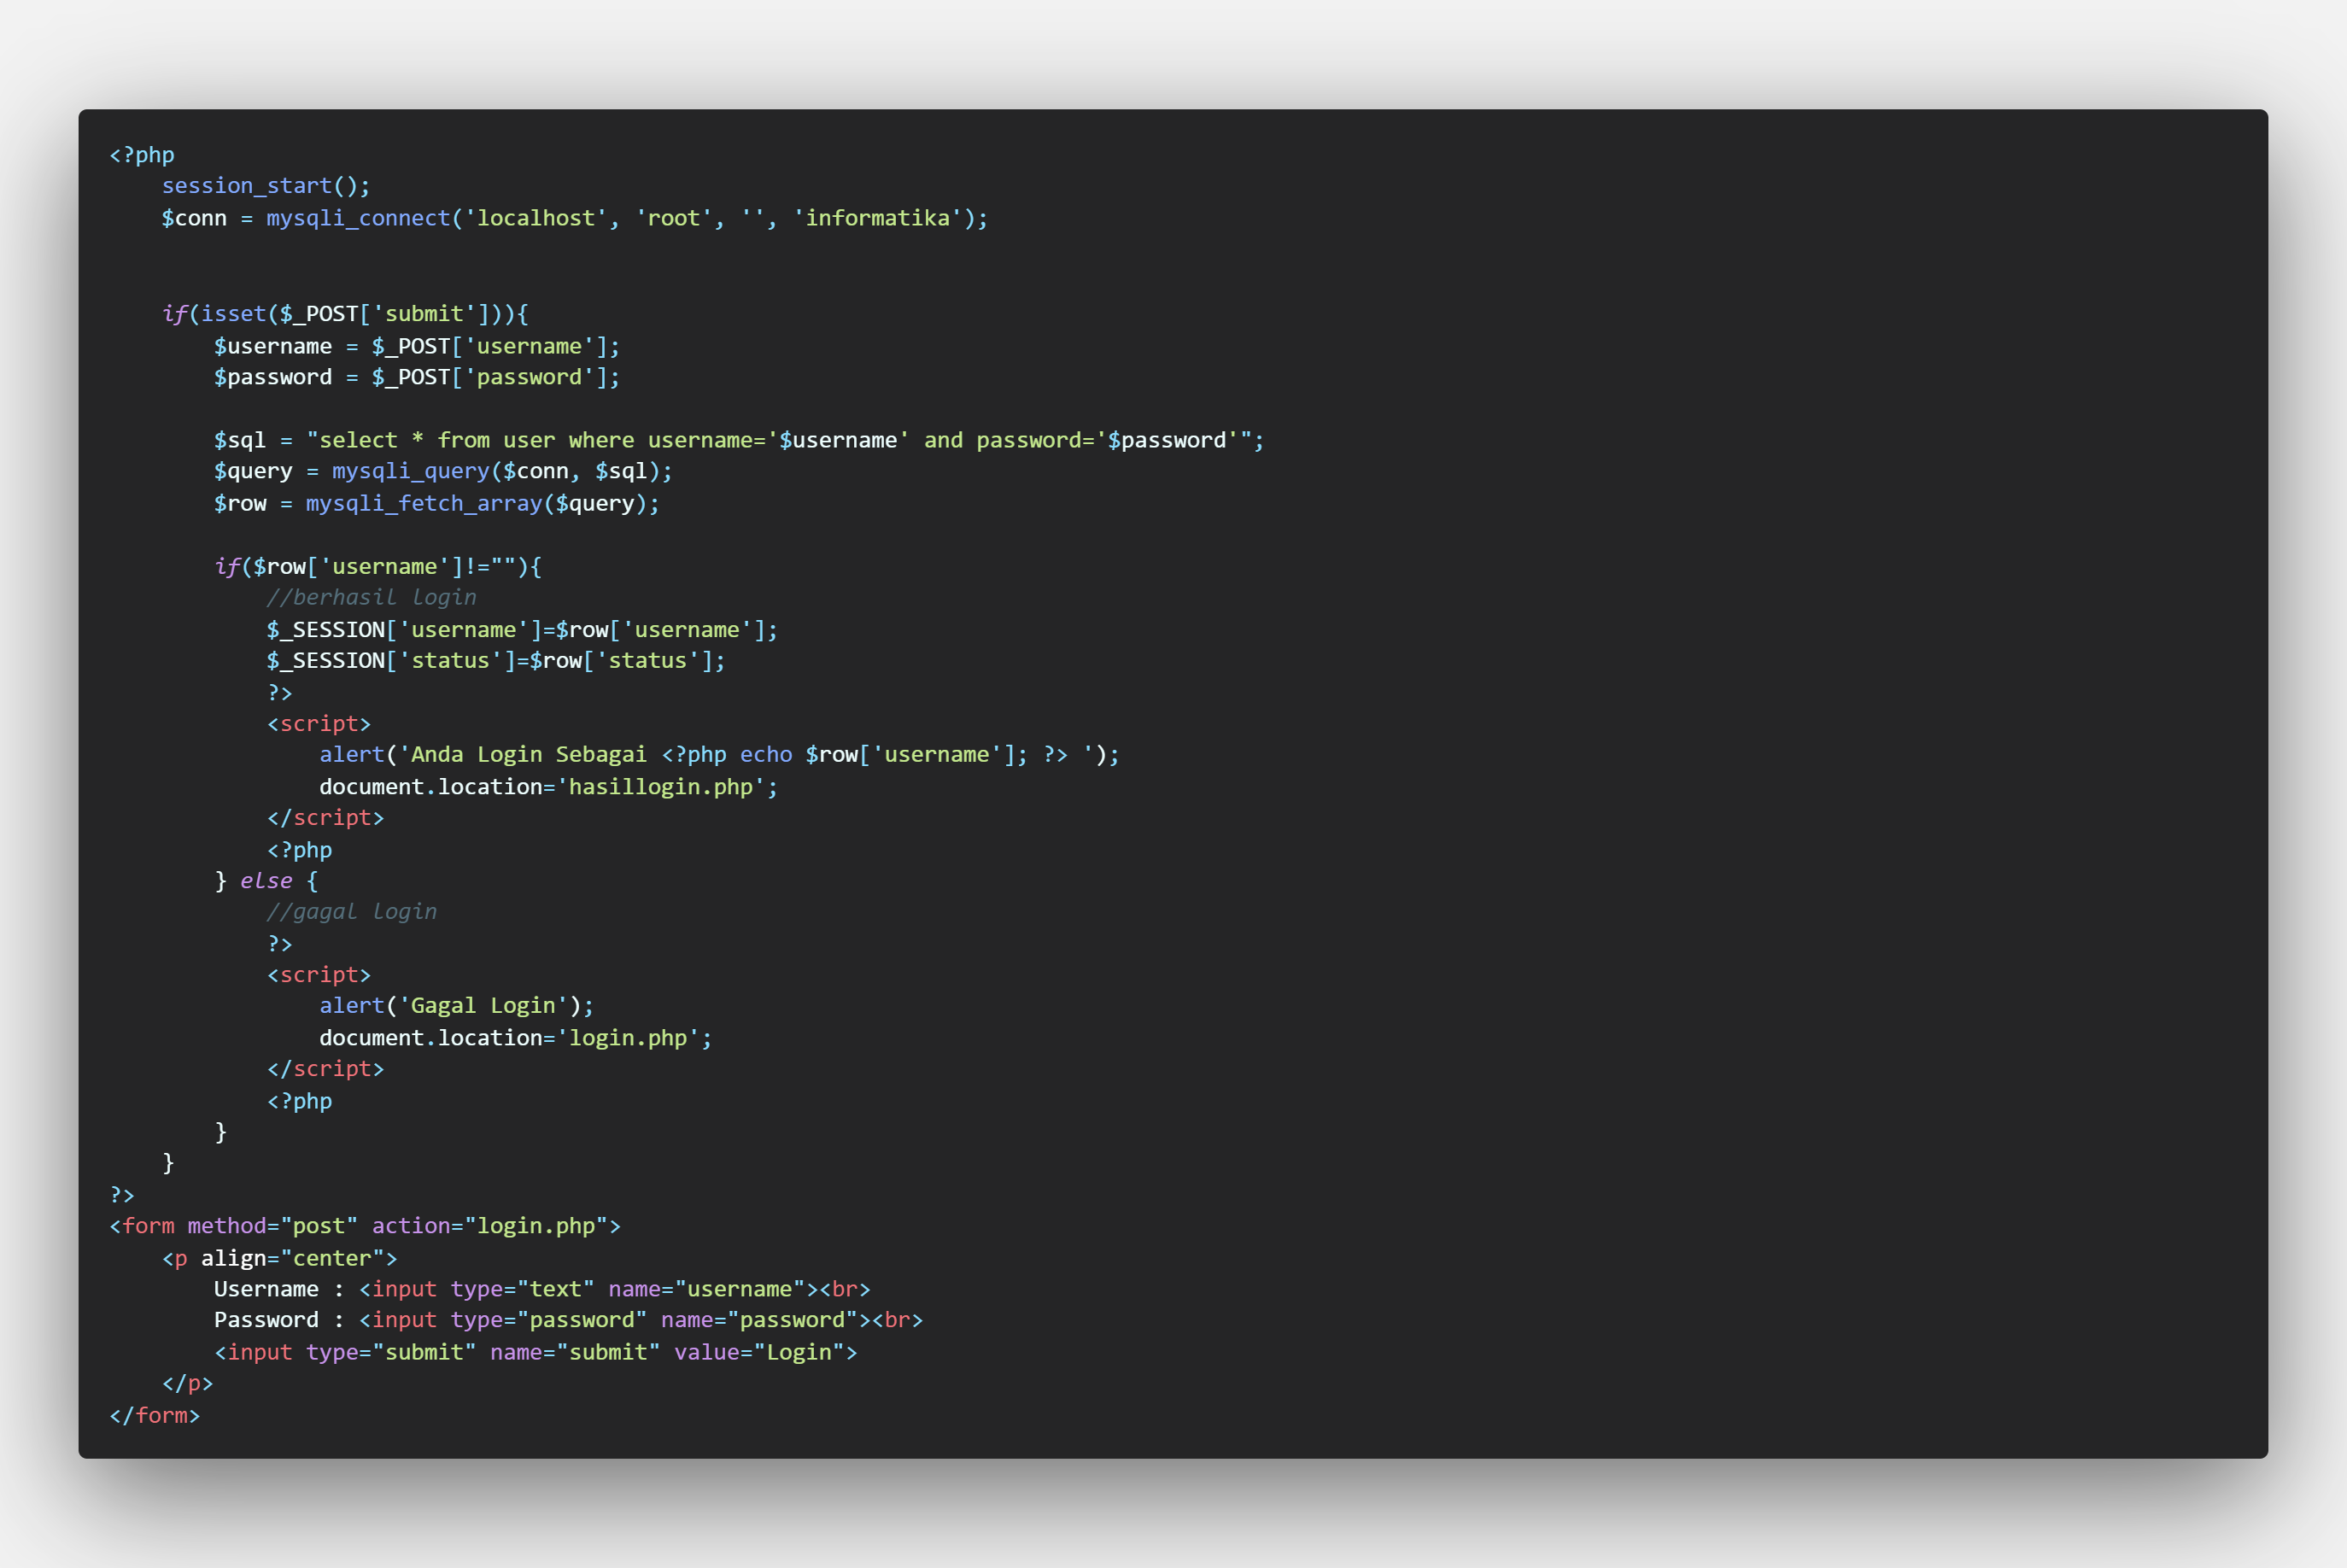 <?php
    session_start();
    $conn = mysqli_connect('localhost', 'root', '', 'informatika');


    if(isset($_POST['submit'])){
        $username = $_POST['username'];
        $password = $_POST['password'];

        $sql = "select * from user where username='$username' and password='$password'";
        $query = mysqli_query($conn, $sql);
        $row = mysqli_fetch_array($query);

        if($row['username']!=""){
            //berhasil login
            $_SESSION['username']=$row['username'];
            $_SESSION['status']=$row['status'];
            ?>
            <script>
                alert('Anda Login Sebagai <?php echo $row['username']; ?> ');
                document.location='hasillogin.php';
            </script>
            <?php
        } else {
            //gagal login
            ?>
            <script>
                alert('Gagal Login');
                document.location='login.php';
            </script>
            <?php
        }
    }
?>
<form method="post" action="login.php">
    <p align="center">
        Username : <input type="text" name="username"><br>
        Password : <input type="password" name="password"><br>
        <input type="submit" name="submit" value="Login">
    </p>
</form>